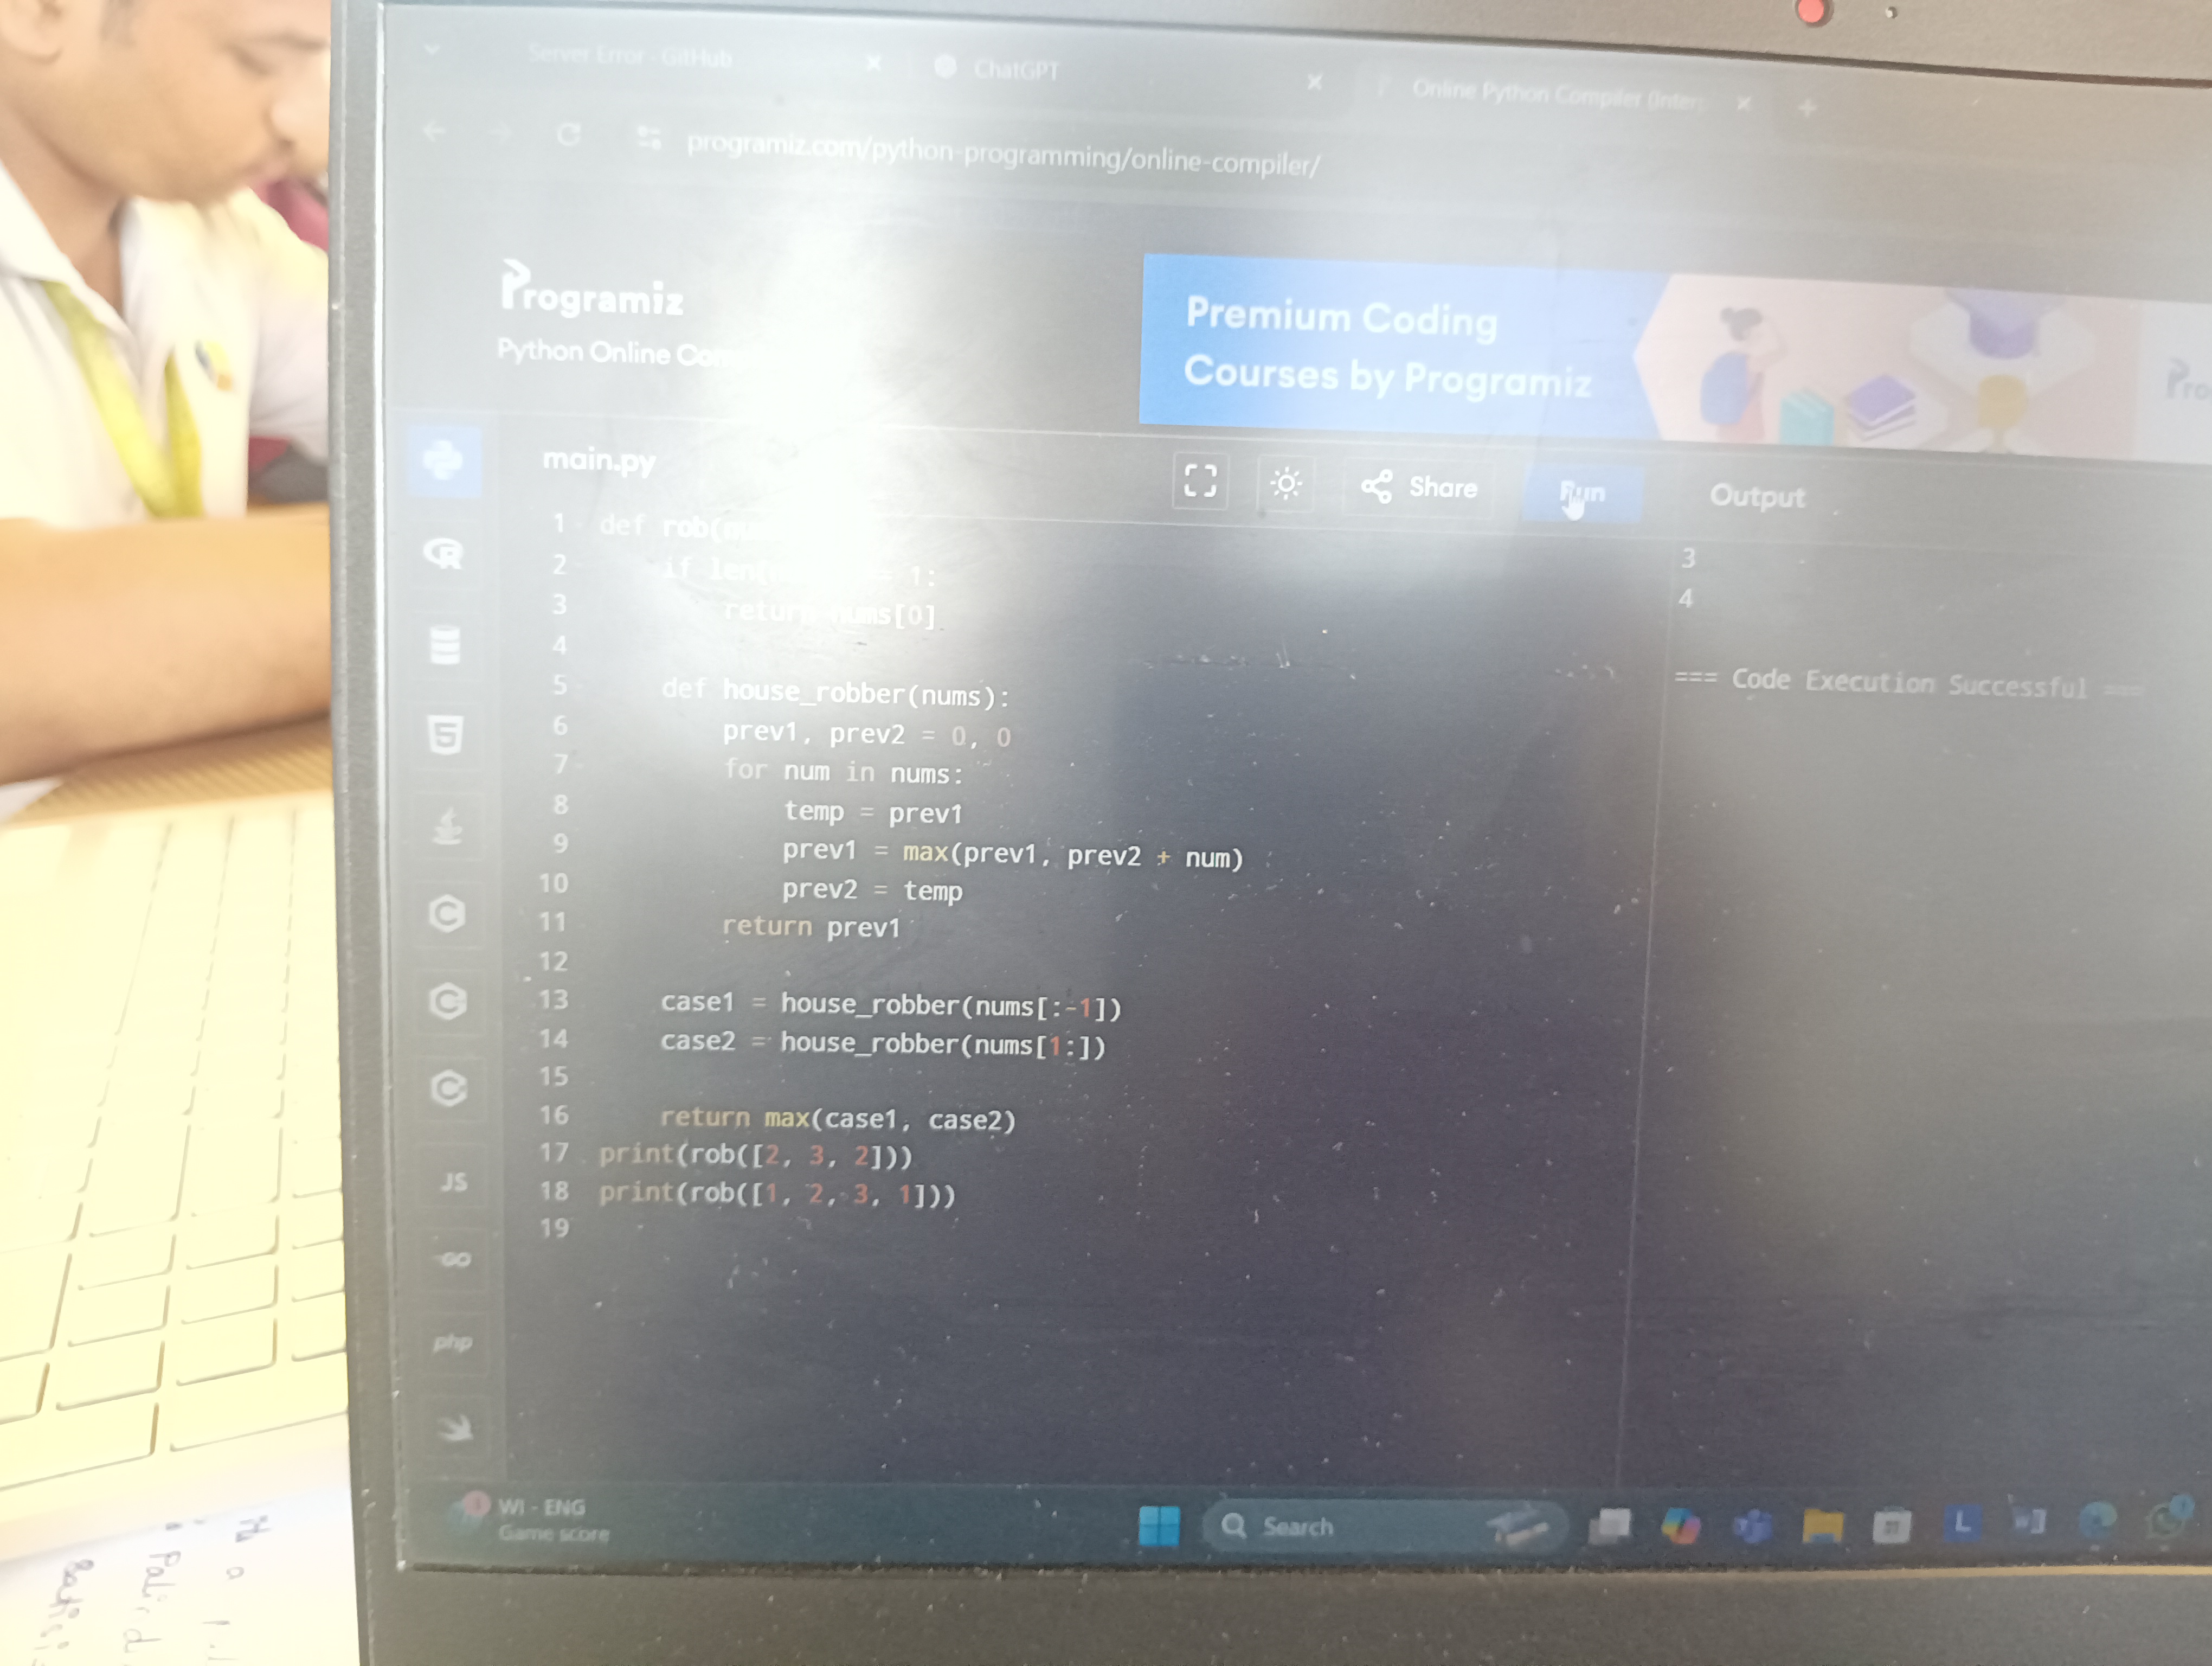 Server Error - GitHub
ChatGPT
Online Python Compiler (Inter
programiz.com/python-programming/online-compiler/
Programiz
Python Online Com
Premium Coding
Courses by Programiz
Pro
main.py
Share
Run
Output
1 def rob(nu
2 if len( = 1:
3 return nums[0]
4
5 def house_robber(nums):
6 prev1, prev2 = 0, 0
7 for num in nums:
8 temp = prev1
9 prev1 = max(prev1, prev2 + num)
10 prev2 = temp
11 return prev1
12
13 case1 = house_robber(nums[:-1])
14 case2 = house_robber(nums[1:])
15
16 return max(case1, case2)
17 print(rob([2, 3, 2]))
18 print(rob([1, 2, 3, 1]))
19
3
4
=== Code Execution Successful ===
JS
GO
php
WI - ENG
Game score
Search